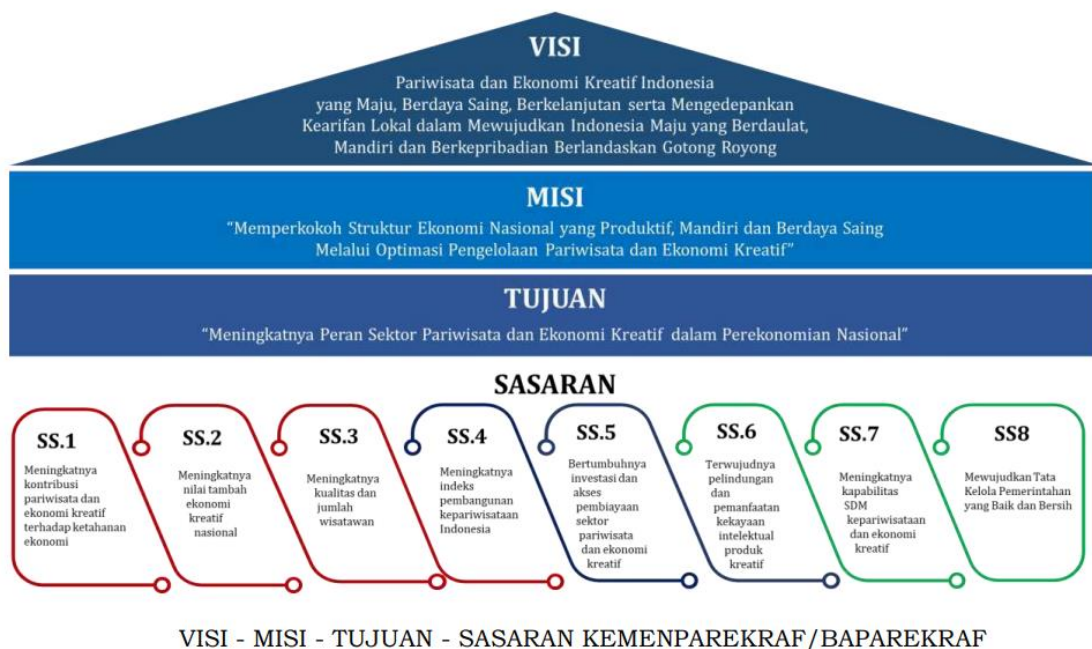 VISI
Pariwisata dan Ekonomi Kreatif Indonesia
yang Maju, Berdaya Saing, Berkelanjutan serta Mengedepankan
Kearifan Lokal dalam Mewujudkan Indonesia Maju yang Berdaulat,
Mandiri dan Berkepribadian Berlandaskan Gotong Royong
MISI
“Memperkokoh Struktur Ekonomi Nasional yang Produktif, Mandiri dan Berdaya Saing
Melalui Optimasi Pengelolaan Pariwisata dan Ekonomi Kreatif”
TUJUAN
“Meningkatnya Peran Sektor Pariwisata dan Ekonomi Kreatif dalam Perekonomian Nasional”
SASARAN
SS.1
Meningkatnya
kontribusi
pariwisata dan
ekonomi kreatif
terhadap ketahanan
ekonomi
SS.2
Meningkatnya
nilai tambah
ekonomi
kreatif
nasional
SS.3
Meningkatnya
kualitas dan
jumlah
wisatawan
SS.4
Meningkatnya
indeks
pembangunan
kepariwisataan
Indonesia
SS.5
Bertumbuhnya
investasi dan
akses
pembiayaan
sektor
pariwisata
dan ekonomi
kreatif
SS.6
Terwujudnya
pelindungan
dan
pemanfaatan
kekayaan
intelektual
produk
kreatif
SS.7
Meningkatnya
kapabilitas
SDM
kepariwisataan
dan ekonomi
kreatif
SS8
Mewujudkan Tata
Kelola Pemerintahan
yang Baik dan Bersih
VISI - MISI - TUJUAN - SASARAN KEMENPAREKRAF/BAPAREKRAF